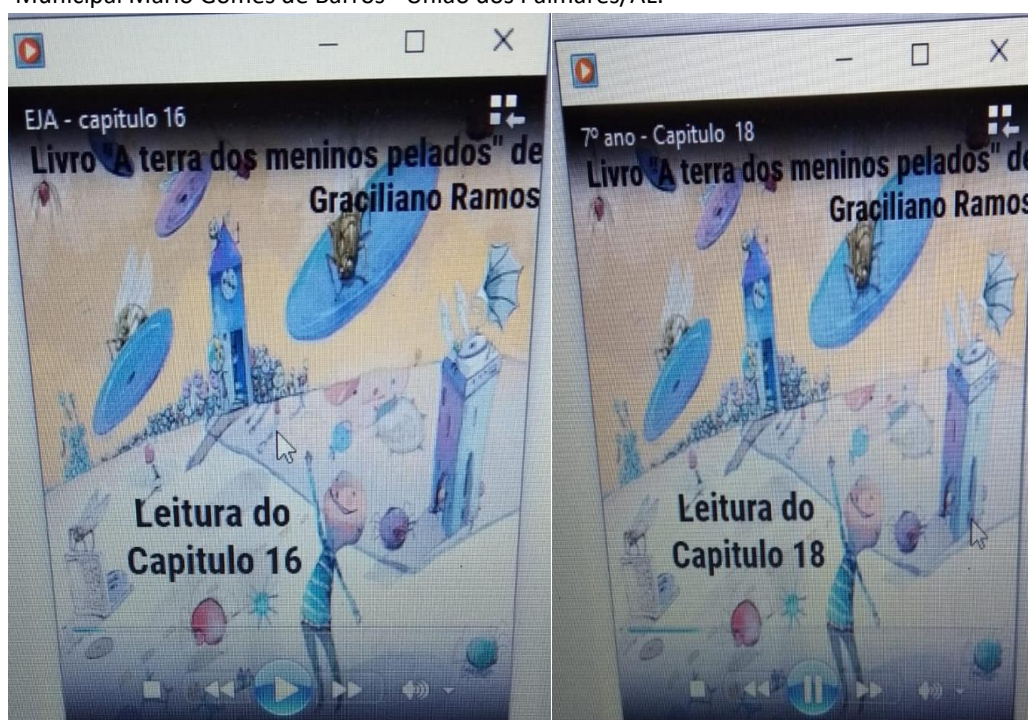 Municipal Mário Gomes de Barros - União dos Palmares/AL.
EJA - capitulo 16
Livro "A terra dos meninos pelados" de
Graciliano Ramos
Leitura do
Capitulo 16
7º ano - Capitulo 18
Livro "A terra dos meninos pelados" de
Graciliano Ramos
Leitura do
Capitulo 18